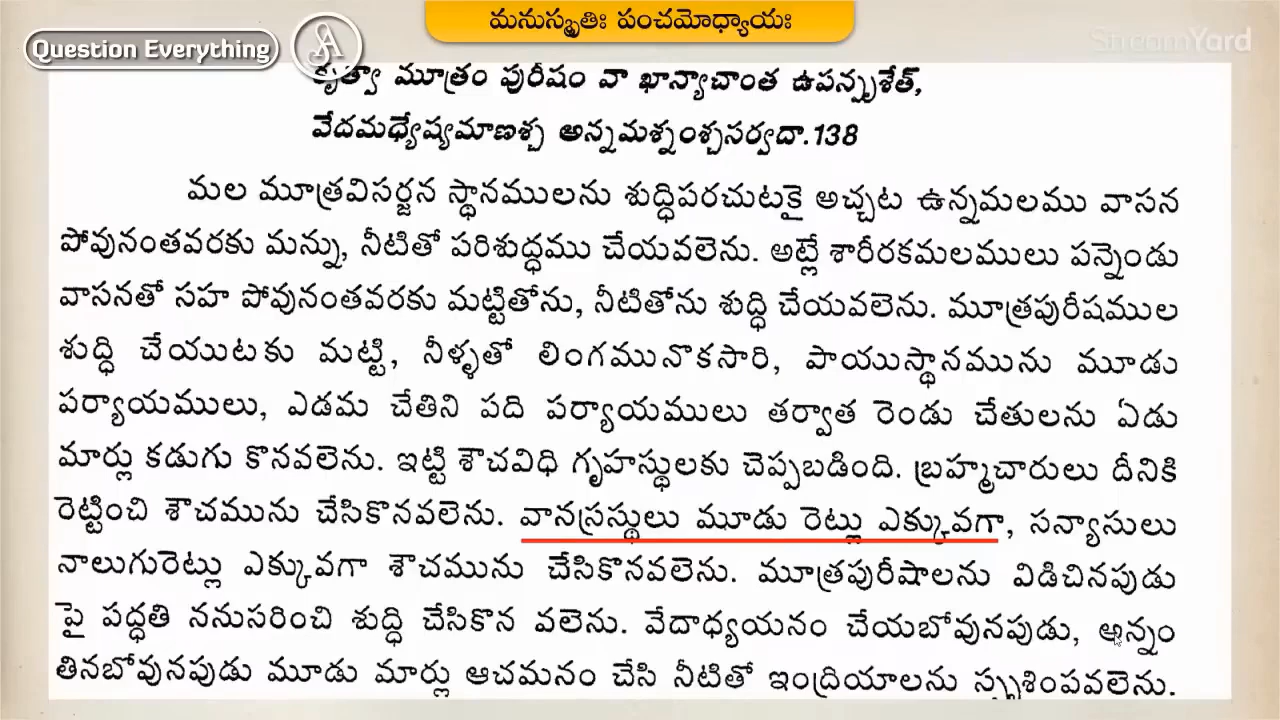 మనుస్మృతిః పంచమోధ్యాయః
Question Everything
StreamYard
కృత్వా మూత్రం పురీషం వా ఖాన్యాచాంత ఉపస్పృశేత్,
వేదమధ్యేష్యమాణశ్చ అన్నమశ్నంశ్చసర్వదా.138
మల మూత్రవిసర్జన స్థానములను శుద్ధిపరచుటకై అచ్చట ఉన్నమలము వాసన
పోవునంతవరకు మన్ను, నీటితో పరిశుద్ధము చేయవలెను. అట్లే శారీరకమలములు పన్నెండు
వాసనతో సహ పోవునంతవరకు మట్టితోను, నీటితోను శుద్ధి చేయవలెను. మూత్రపురీషముల
శుద్ధి చేయుటకు మట్టి, నీళ్ళతో లింగమునొకసారి, పాయుస్థానమును మూడు
పర్యాయములు, ఎడమ చేతిని పది పర్యాయములు తర్వాత రెండు చేతులను ఏడు
మార్లు కడుగు కొనవలెను. ఇట్టి శౌచవిధి గృహస్థులకు చెప్పబడింది. బ్రహ్మచారులు దీనికి
రెట్టించి శౌచమును చేసికొనవలెను. వానప్రస్థులు మూడు రెట్లు ఎక్కువగా, సన్యాసులు
నాలుగురెట్లు ఎక్కువగా శౌచమును చేసికొనవలెను. మూత్రపురీషాలను విడిచినపుడు
పై పద్ధతి ననుసరించి శుద్ధి చేసికొన వలెను. వేదాధ్యయనం చేయబోవునపుడు, అన్నం
తినబోవునపుడు మూడు మార్లు ఆచమనం చేసి నీటితో ఇంద్రియాలను స్పృశింపవలెను.